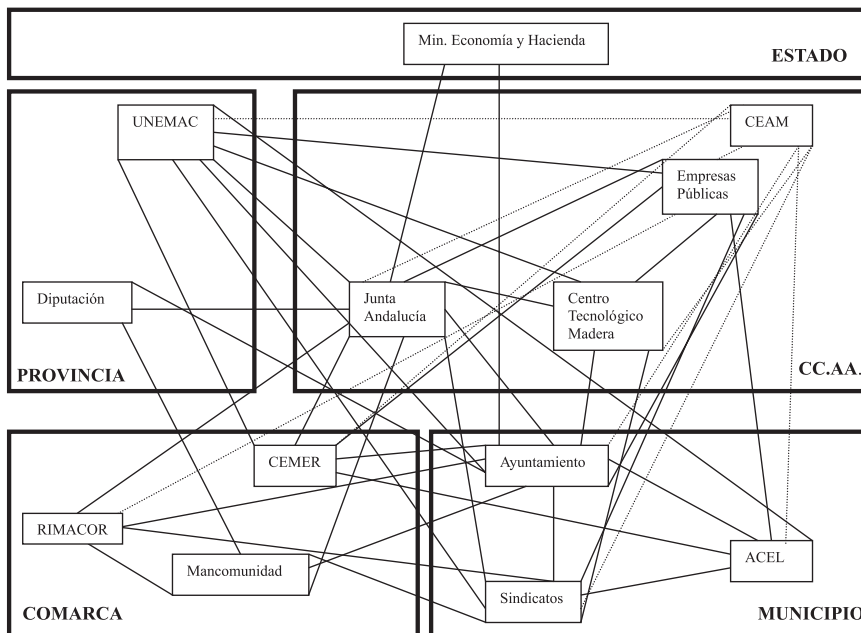 Min. Economía y Hacienda
ESTADO
UNEMAC
CEAM
Empresas
Públicas
Diputación
Junta
Andalucía
Centro
Tecnológico
Madera
PROVINCIA
CC.AA.
CEMER
Ayuntamiento
RIMACOR
Mancomunidad
ACEL
Sindicatos
COMARCA
MUNICIPIO